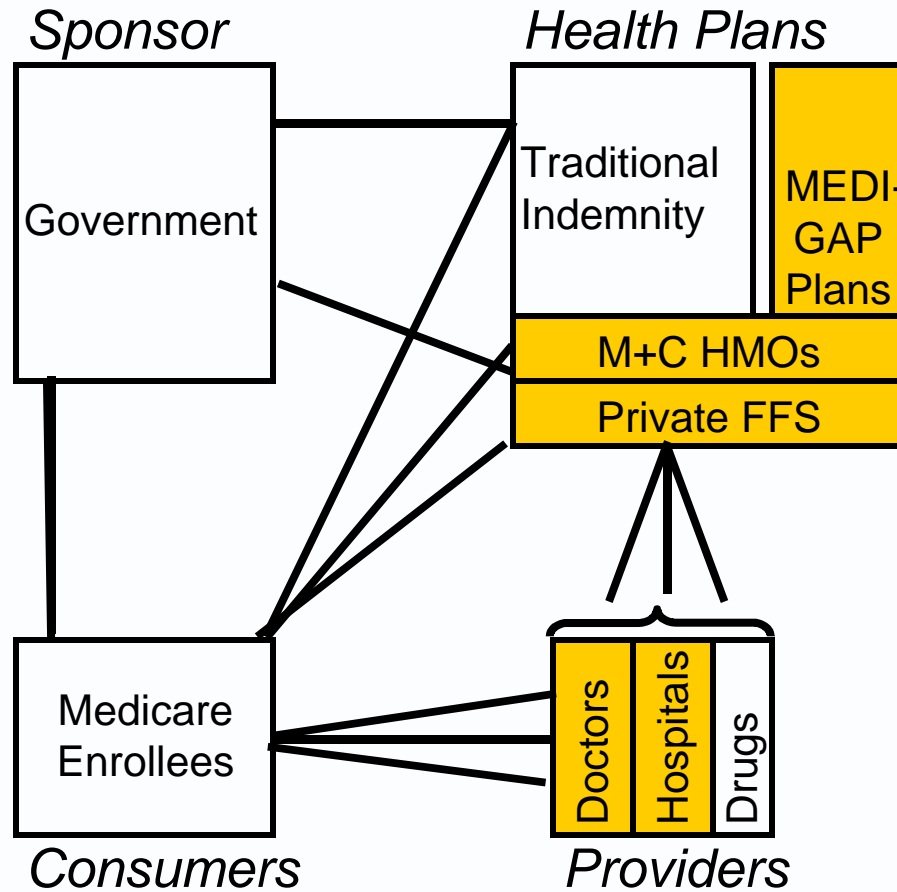 Sponsor
Health Plans
Government
Traditional
Indemnity
MEDI-
GAP
Plans
M+C HMOs
Private FFS
Medicare
Enrollees
Doctors
Hospitals
Drugs
Consumers
Providers